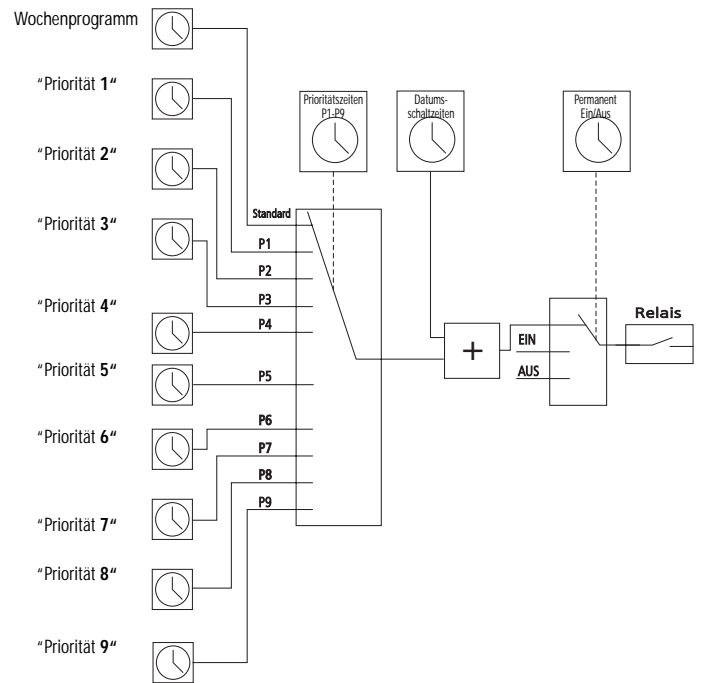 Wochenprogramm
“Priorität 1“
“Priorität 2“
“Priorität 3“
“Priorität 4“
“Priorität 5“
“Priorität 6“
“Priorität 7“
“Priorität 8“
“Priorität 9“
Standard
P1
P2
P3
P4
P5
P6
P7
P8
P9
Prioritätszeiten
P1-P9
Datums-
schaltzeiten
+
Permanent
Ein/Aus
EIN
AUS
Relais